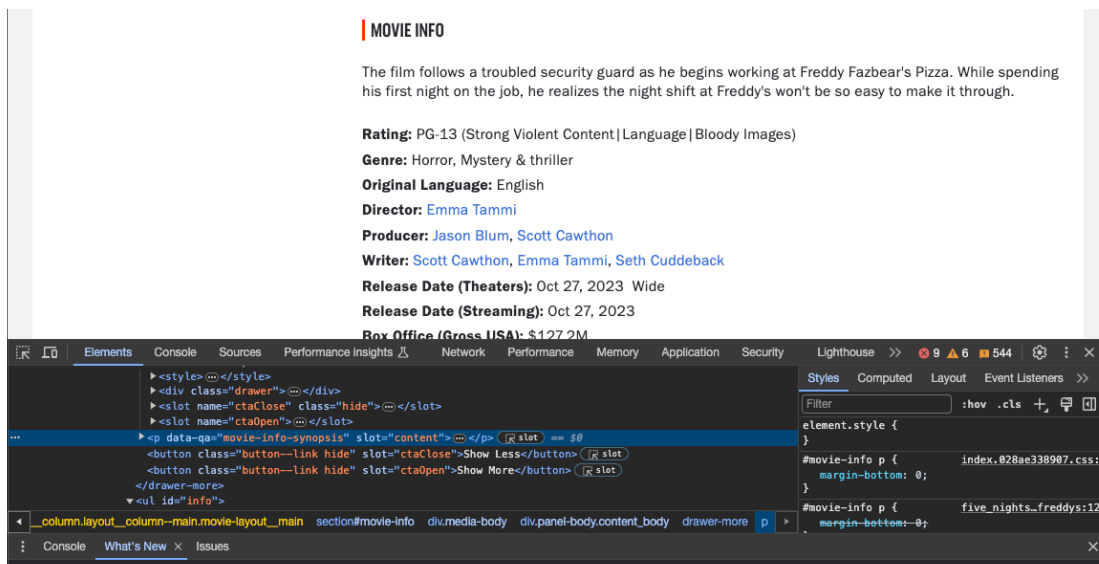 MOVIE INFO
The film follows a troubled security guard as he begins working at Freddy Fazbear's Pizza. While spending
his first night on the job, he realizes the night shift at Freddy's won't be so easy to make it through.
Rating: PG-13 (Strong Violent Content|Language|Bloody Images)
Genre: Horror, Mystery & thriller
Original Language: English
Director: Emma Tammi
Producer: Jason Blum, Scott Cawthon
Writer: Scott Cawthon, Emma Tammi, Seth Cuddeback
Release Date (Theaters): Oct 27, 2023 Wide
Release Date (Streaming): Oct 27, 2023
Box Office (Gross USA): $127.2M
Elements Console Sources Performance insights Network Performance Memory Application Security Lighthouse >> 9 6 544
<style>…</style>
<div class="drawer">…</div>
<slot name="ctaClose" class="hide">…</slot>
<slot name="ctaOpen">…</slot>
… <p data-qa="movie-info-synopsis" slot="content">…</p> slot == $0
<button class="button--link hide" slot="ctaClose">Show Less</button> slot
<button class="button--link hide" slot="ctaOpen">Show More</button> slot
</drawer-more>
<ul id="info">
__column.layout__column--main.movie-layout__main section#movie-info div.media-body div.panel-body.content_body drawer-more p
Styles Computed Layout Event Listeners >>
Filter :hov .cls
element.style {
}
#movie-info p { index.028ae338907.css:
margin-bottom: 0;
}
#movie-info p { five_nights…freddys:12
margin-bottom: 0;
Console What's New × Issues